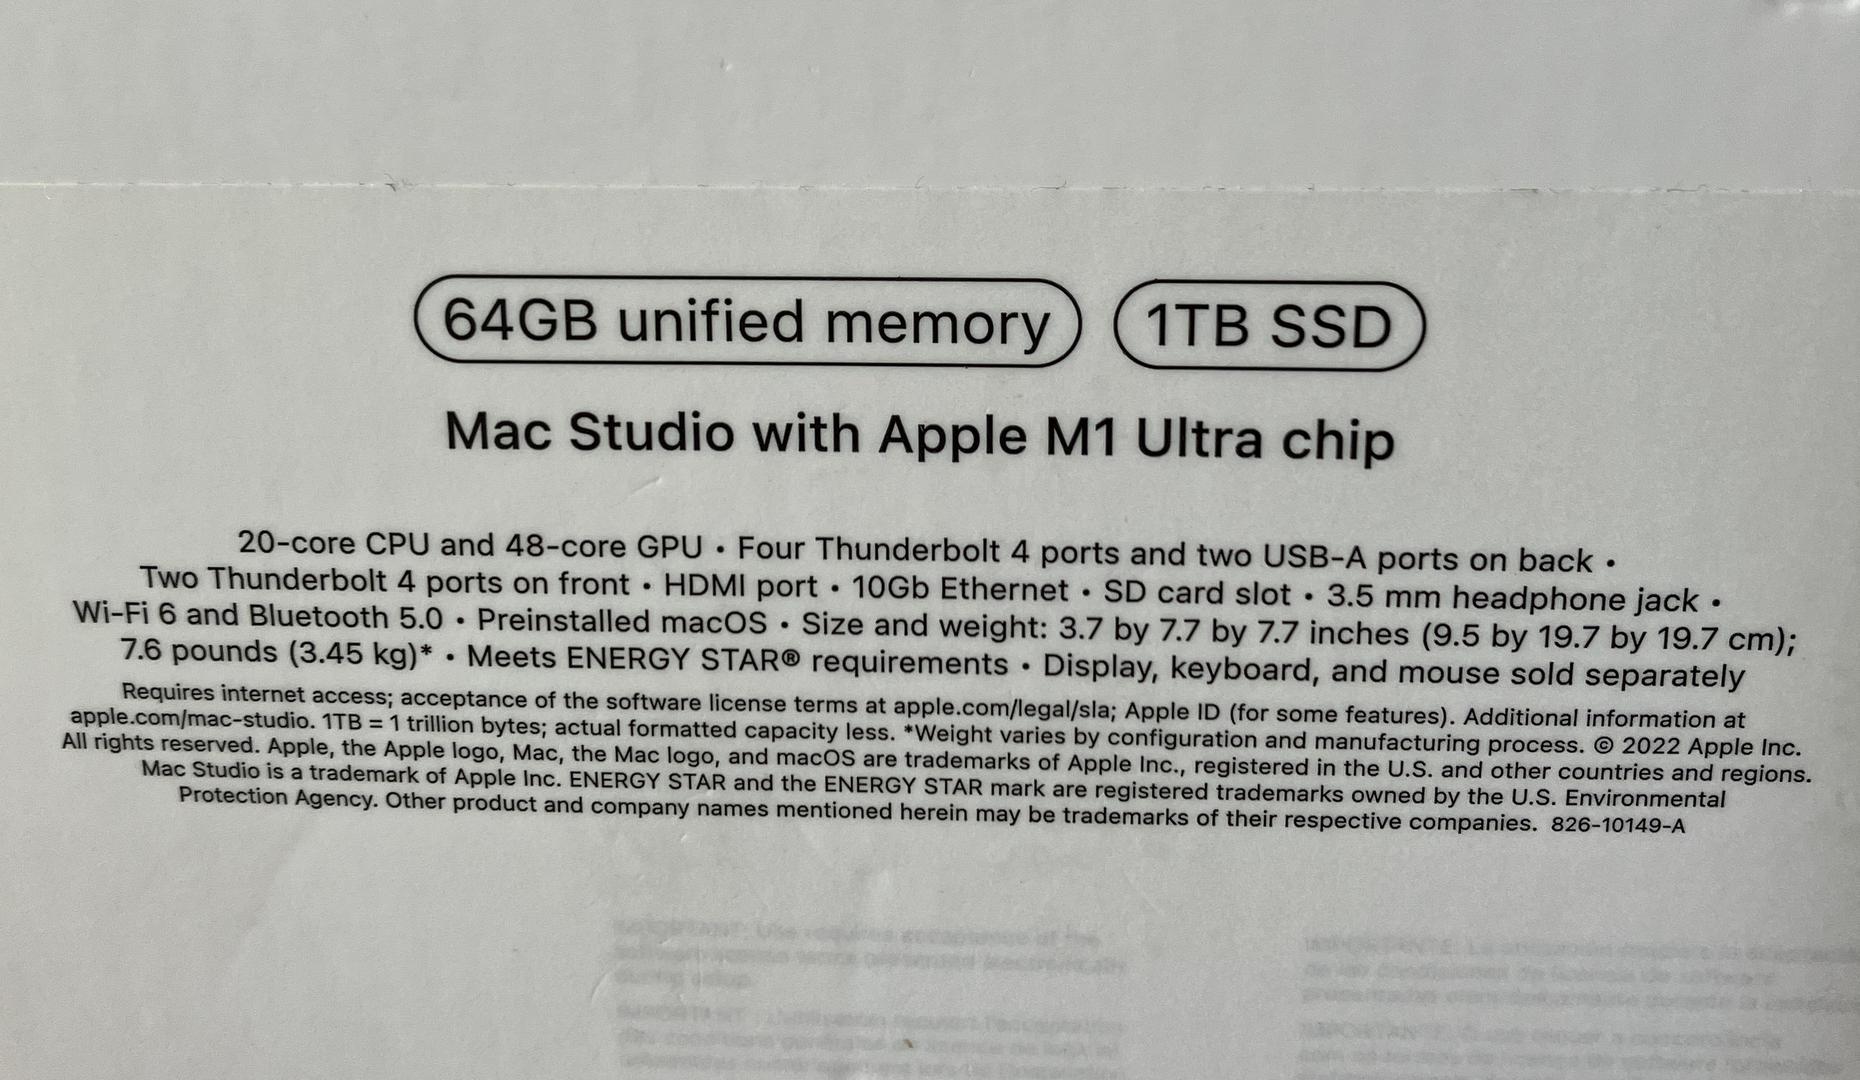 64GB unified memory 1TB SSD
Mac Studio with Apple M1 Ultra chip
20-core CPU and 48-core GPU • Four Thunderbolt 4 ports and two USB-A ports on back •
Two Thunderbolt 4 ports on front • HDMI port • 10Gb Ethernet • SD card slot • 3.5 mm headphone jack •
Wi-Fi 6 and Bluetooth 5.0 • Preinstalled macOS • Size and weight: 3.7 by 7.7 by 7.7 inches (9.5 by 19.7 by 19.7 cm);
7.6 pounds (3.45 kg)* • Meets ENERGY STAR® requirements • Display, keyboard, and mouse sold separately
Requires internet access; acceptance of the software license terms at apple.com/legal/sla; Apple ID (for some features). Additional information at
apple.com/mac-studio. 1TB = 1 trillion bytes; actual formatted capacity less. *Weight varies by configuration and manufacturing process. © 2022 Apple Inc.
All rights reserved. Apple, the Apple logo, Mac, the Mac logo, and macOS are trademarks of Apple Inc., registered in the U.S. and other countries and regions.
Mac Studio is a trademark of Apple Inc. ENERGY STAR and the ENERGY STAR mark are registered trademarks owned by the U.S. Environmental
Protection Agency. Other product and company names mentioned herein may be trademarks of their respective companies. 826-10149-A
IMPORTANT: Use requires acceptance of the
during setup.